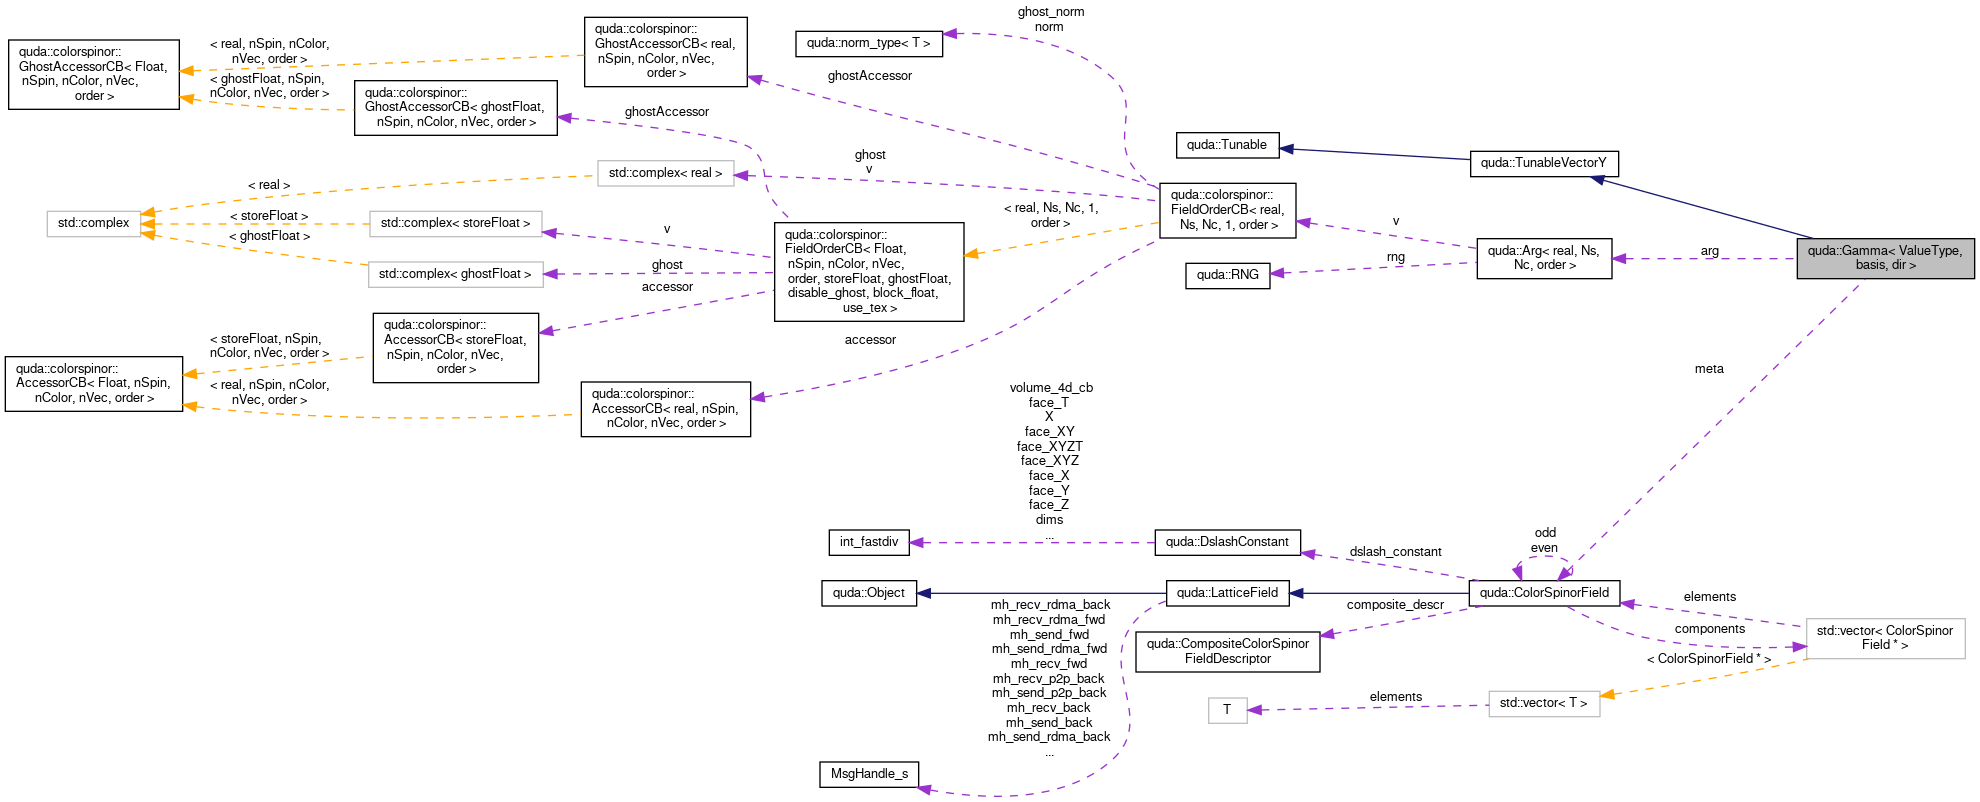 quda::colorspinor::
GhostAccessorCB< Float,
nSpin, nColor, nVec,
order >
< real, nSpin, nColor,
nVec, order >
< ghostFloat, nSpin,
nColor, nVec, order >
quda::colorspinor::
GhostAccessorCB< ghostFloat,
nSpin, nColor, nVec, order >
quda::colorspinor::
GhostAccessorCB< real,
nSpin, nColor, nVec,
order >
ghostAccessor
quda::norm_type< T >
ghost_norm
norm
ghostAccessor
std::complex
< real >
< storeFloat >
< ghostFloat >
std::complex< real >
std::complex< storeFloat >
std::complex< ghostFloat >
ghost
v
v
ghost
accessor
quda::colorspinor::
FieldOrderCB< Float,
nSpin, nColor, nVec,
order, storeFloat, ghostFloat,
disable_ghost, block_float,
use_tex >
< real, Ns, Nc, 1,
order >
quda::colorspinor::
FieldOrderCB< real,
Ns, Nc, 1, order >
quda::Tunable
quda::TunableVectorY
v
rng
quda::RNG
quda::Arg< real, Ns,
Nc, order >
arg
quda::Gamma< ValueType,
basis, dir >
quda::colorspinor::
AccessorCB< Float, nSpin,
nColor, nVec, order >
< storeFloat, nSpin,
nColor, nVec, order >
< real, nSpin, nColor,
nVec, order >
quda::colorspinor::
AccessorCB< storeFloat,
nSpin, nColor, nVec,
order >
quda::colorspinor::
AccessorCB< real, nSpin,
nColor, nVec, order >
accessor
meta
volume_4d_cb
face_T
X
face_XY
face_XYZT
face_XYZ
face_X
face_Y
face_Z
dims
...
int_fastdiv
quda::DslashConstant
dslash_constant
odd
even
quda::Object
quda::LatticeField
quda::ColorSpinorField
composite_descr
quda::CompositeColorSpinor
FieldDescriptor
elements
components
std::vector< ColorSpinor
Field * >
< ColorSpinorField * >
std::vector< T >
elements
T
mh_recv_rdma_back
mh_recv_rdma_fwd
mh_send_fwd
mh_send_rdma_fwd
mh_recv_fwd
mh_recv_p2p_back
mh_send_p2p_back
mh_recv_back
mh_send_back
mh_send_rdma_back
...
MsgHandle_s